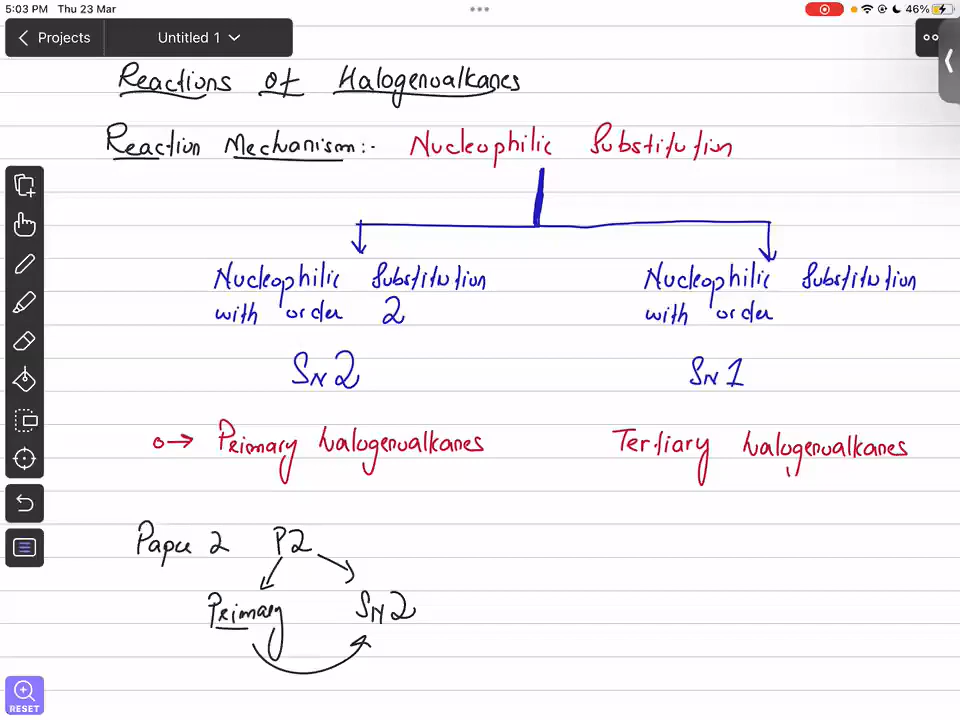 5:03 PM Thu 23 Mar
46%
Projects
Untitled 1
Reactions of Halogenoalkanes
Reaction Mechanism:- Nucleophilic Substitution
Nucleophilic Substitution with order 2
Nucleophilic Substitution with order
SN2
SN1
Primary halogenoalkanes
Tertiary halogenoalkanes
Paper 2 P2
Primary SN2
RESET